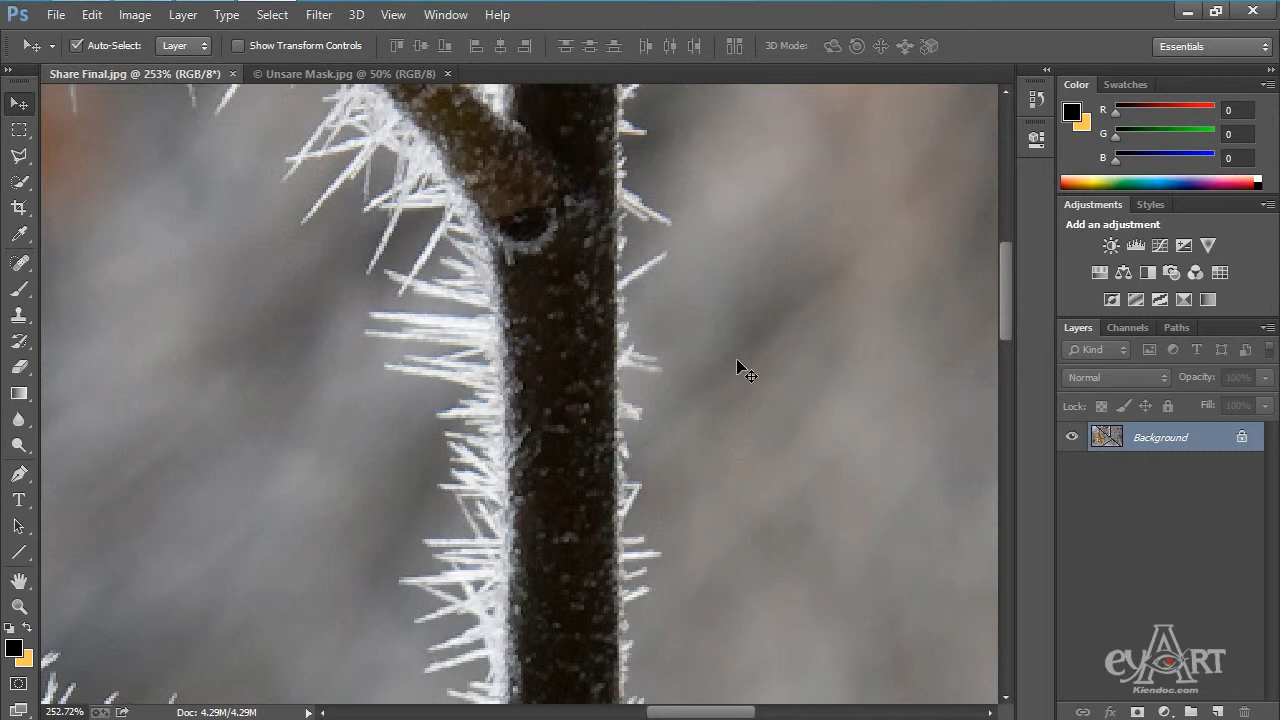 Ps File Edit Image Layer Type Select Filter 3D View Window Help
Auto-Select: Layer Show Transform Controls 3D Mode: Essentials
Share Final.jpg @ 253% (RGB/8*) × © Unsare Mask.jpg @ 50% (RGB/8) ×
Color Swatches
R 0
G 0
B 0
Adjustments Styles
Add an adjustment
Layers Channels Paths
Kind
Normal Opacity: 100%
Lock: Fill: 100%
Background
eyART
Kiendoc.com
252.72% Doc: 4.29M/4.29M